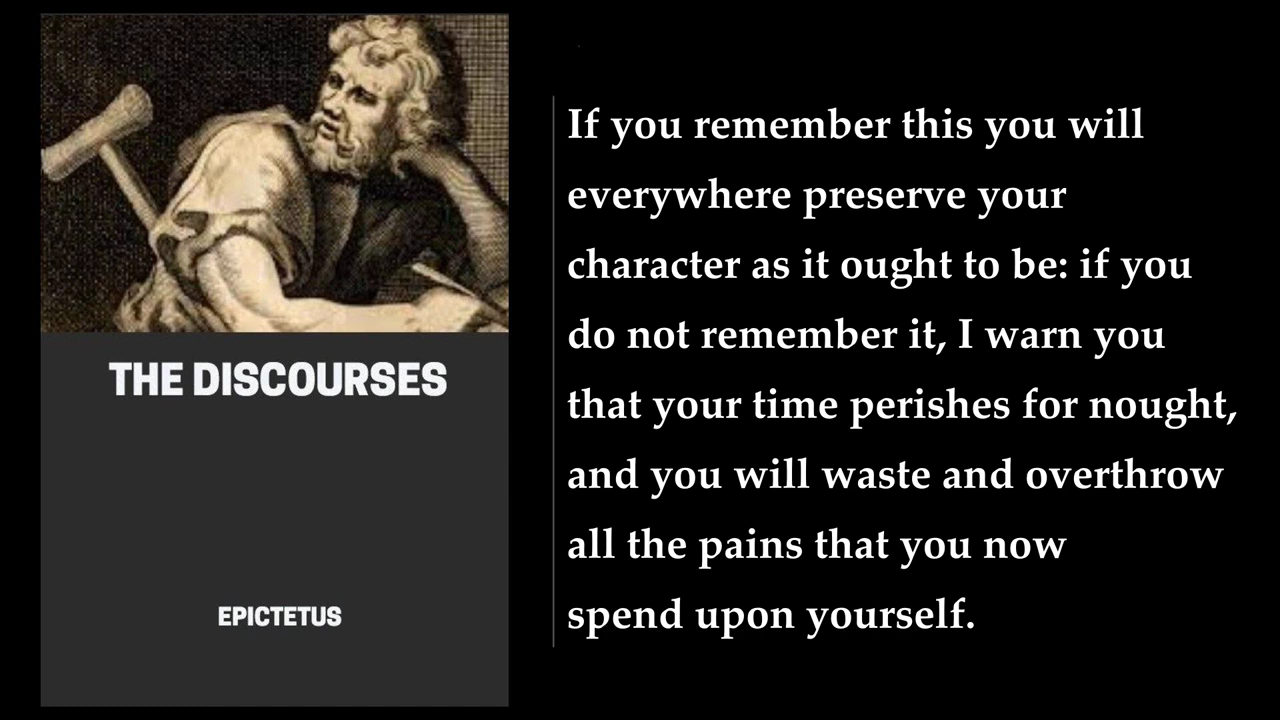 THE DISCOURSES
EPICTETUS
If you remember this you will
everywhere preserve your
character as it ought to be: if you
do not remember it, I warn you
that your time perishes for nought,
and you will waste and overthrow
all the pains that you now
spend upon yourself.